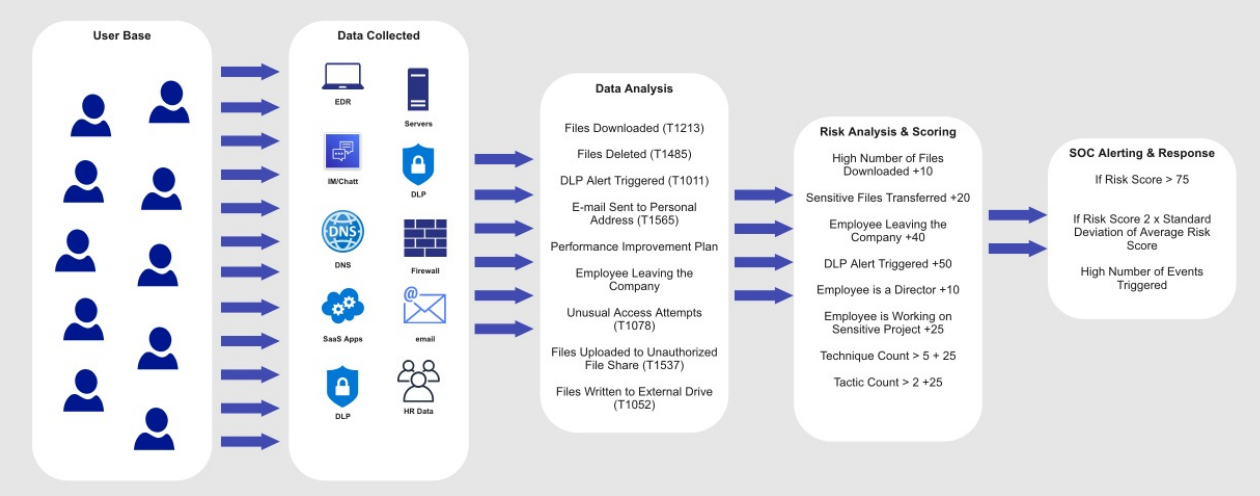 User Base
Data Collected
EDR
Servers
IM/Chatt
DLP
DNS
DNS
Firewall
SaaS Apps
@
email
DLP
HR Data
Data Analysis
Files Downloaded (T1213)
Files Deleted (T1485)
DLP Alert Triggered (T1011)
E-mail Sent to Personal
Address (T1565)
Performance Improvement Plan
Employee Leaving the
Company
Unusual Access Attempts
(T1078)
Files Uploaded to Unauthorized
File Share (T1537)
Files Written to External Drive
(T1052)
Risk Analysis & Scoring
High Number of Files
Downloaded +10
Sensitive Files Transferred +20
Employee Leaving the
Company +40
DLP Alert Triggered +50
Employee is a Director +10
Employee is Working on
Sensitive Project +25
Technique Count > 5 + 25
Tactic Count > 2 +25
SOC Alerting & Response
If Risk Score > 75
If Risk Score 2 x Standard
Deviation of Average Risk
Score
High Number of Events
Triggered